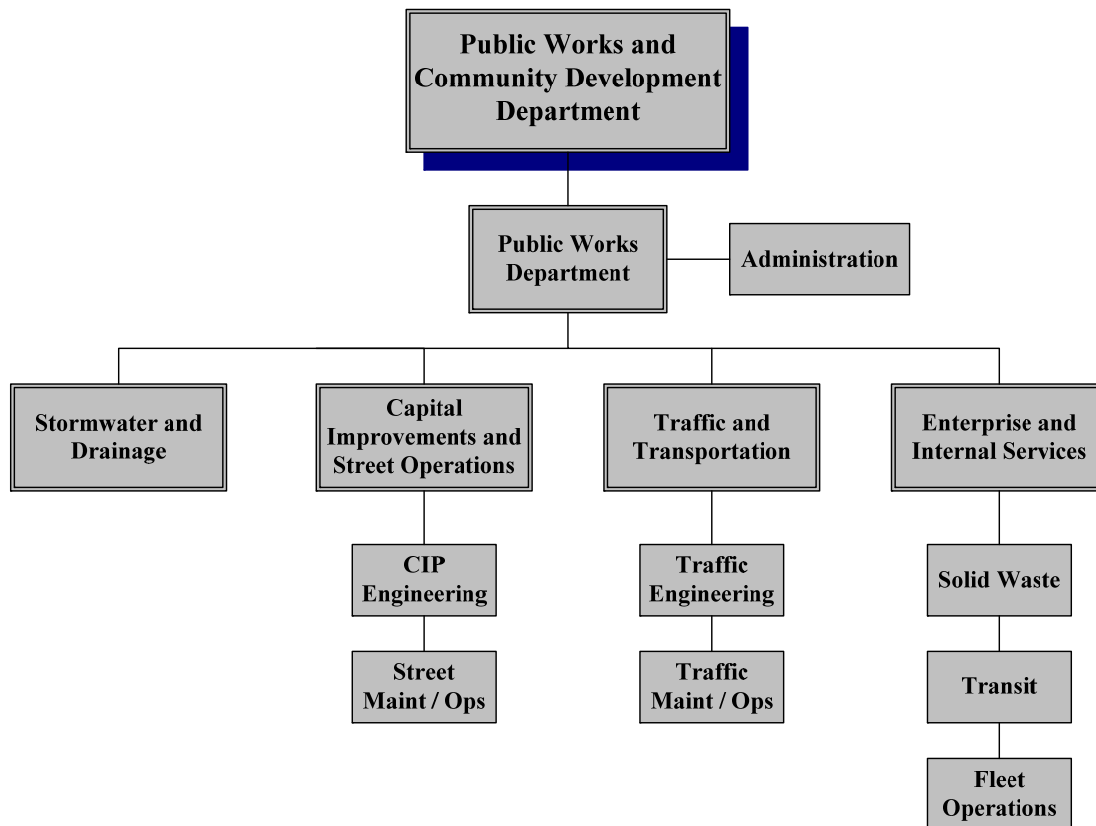 Public Works and
Community Development
Department
Public Works
Department
Administration
Stormwater and
Drainage
Capital
Improvements and
Street Operations
Traffic and
Transportation
Enterprise and
Internal Services
CIP
Engineering
Street
Maint / Ops
Traffic
Engineering
Traffic
Maint / Ops
Solid Waste
Transit
Fleet
Operations